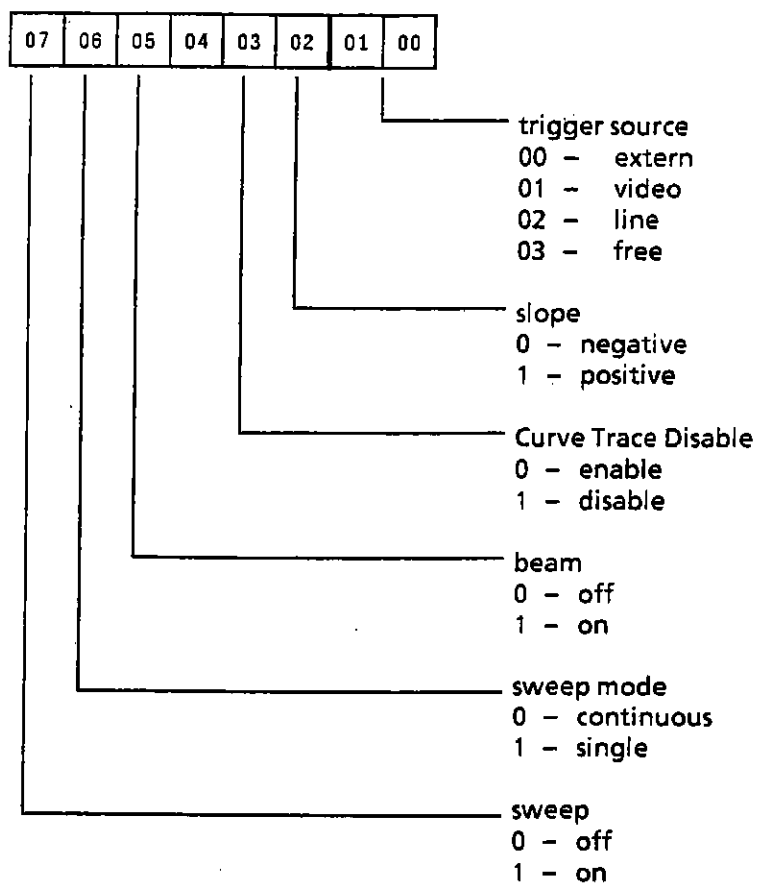 07 06 05 04 03 02 01 00
trigger source
00 – extern
01 – video
02 – line
03 – free
slope
0 – negative
1 – positive
Curve Trace Disable
0 – enable
1 – disable
beam
0 – off
1 – on
sweep mode
0 – continuous
1 – single
sweep
0 – off
1 – on